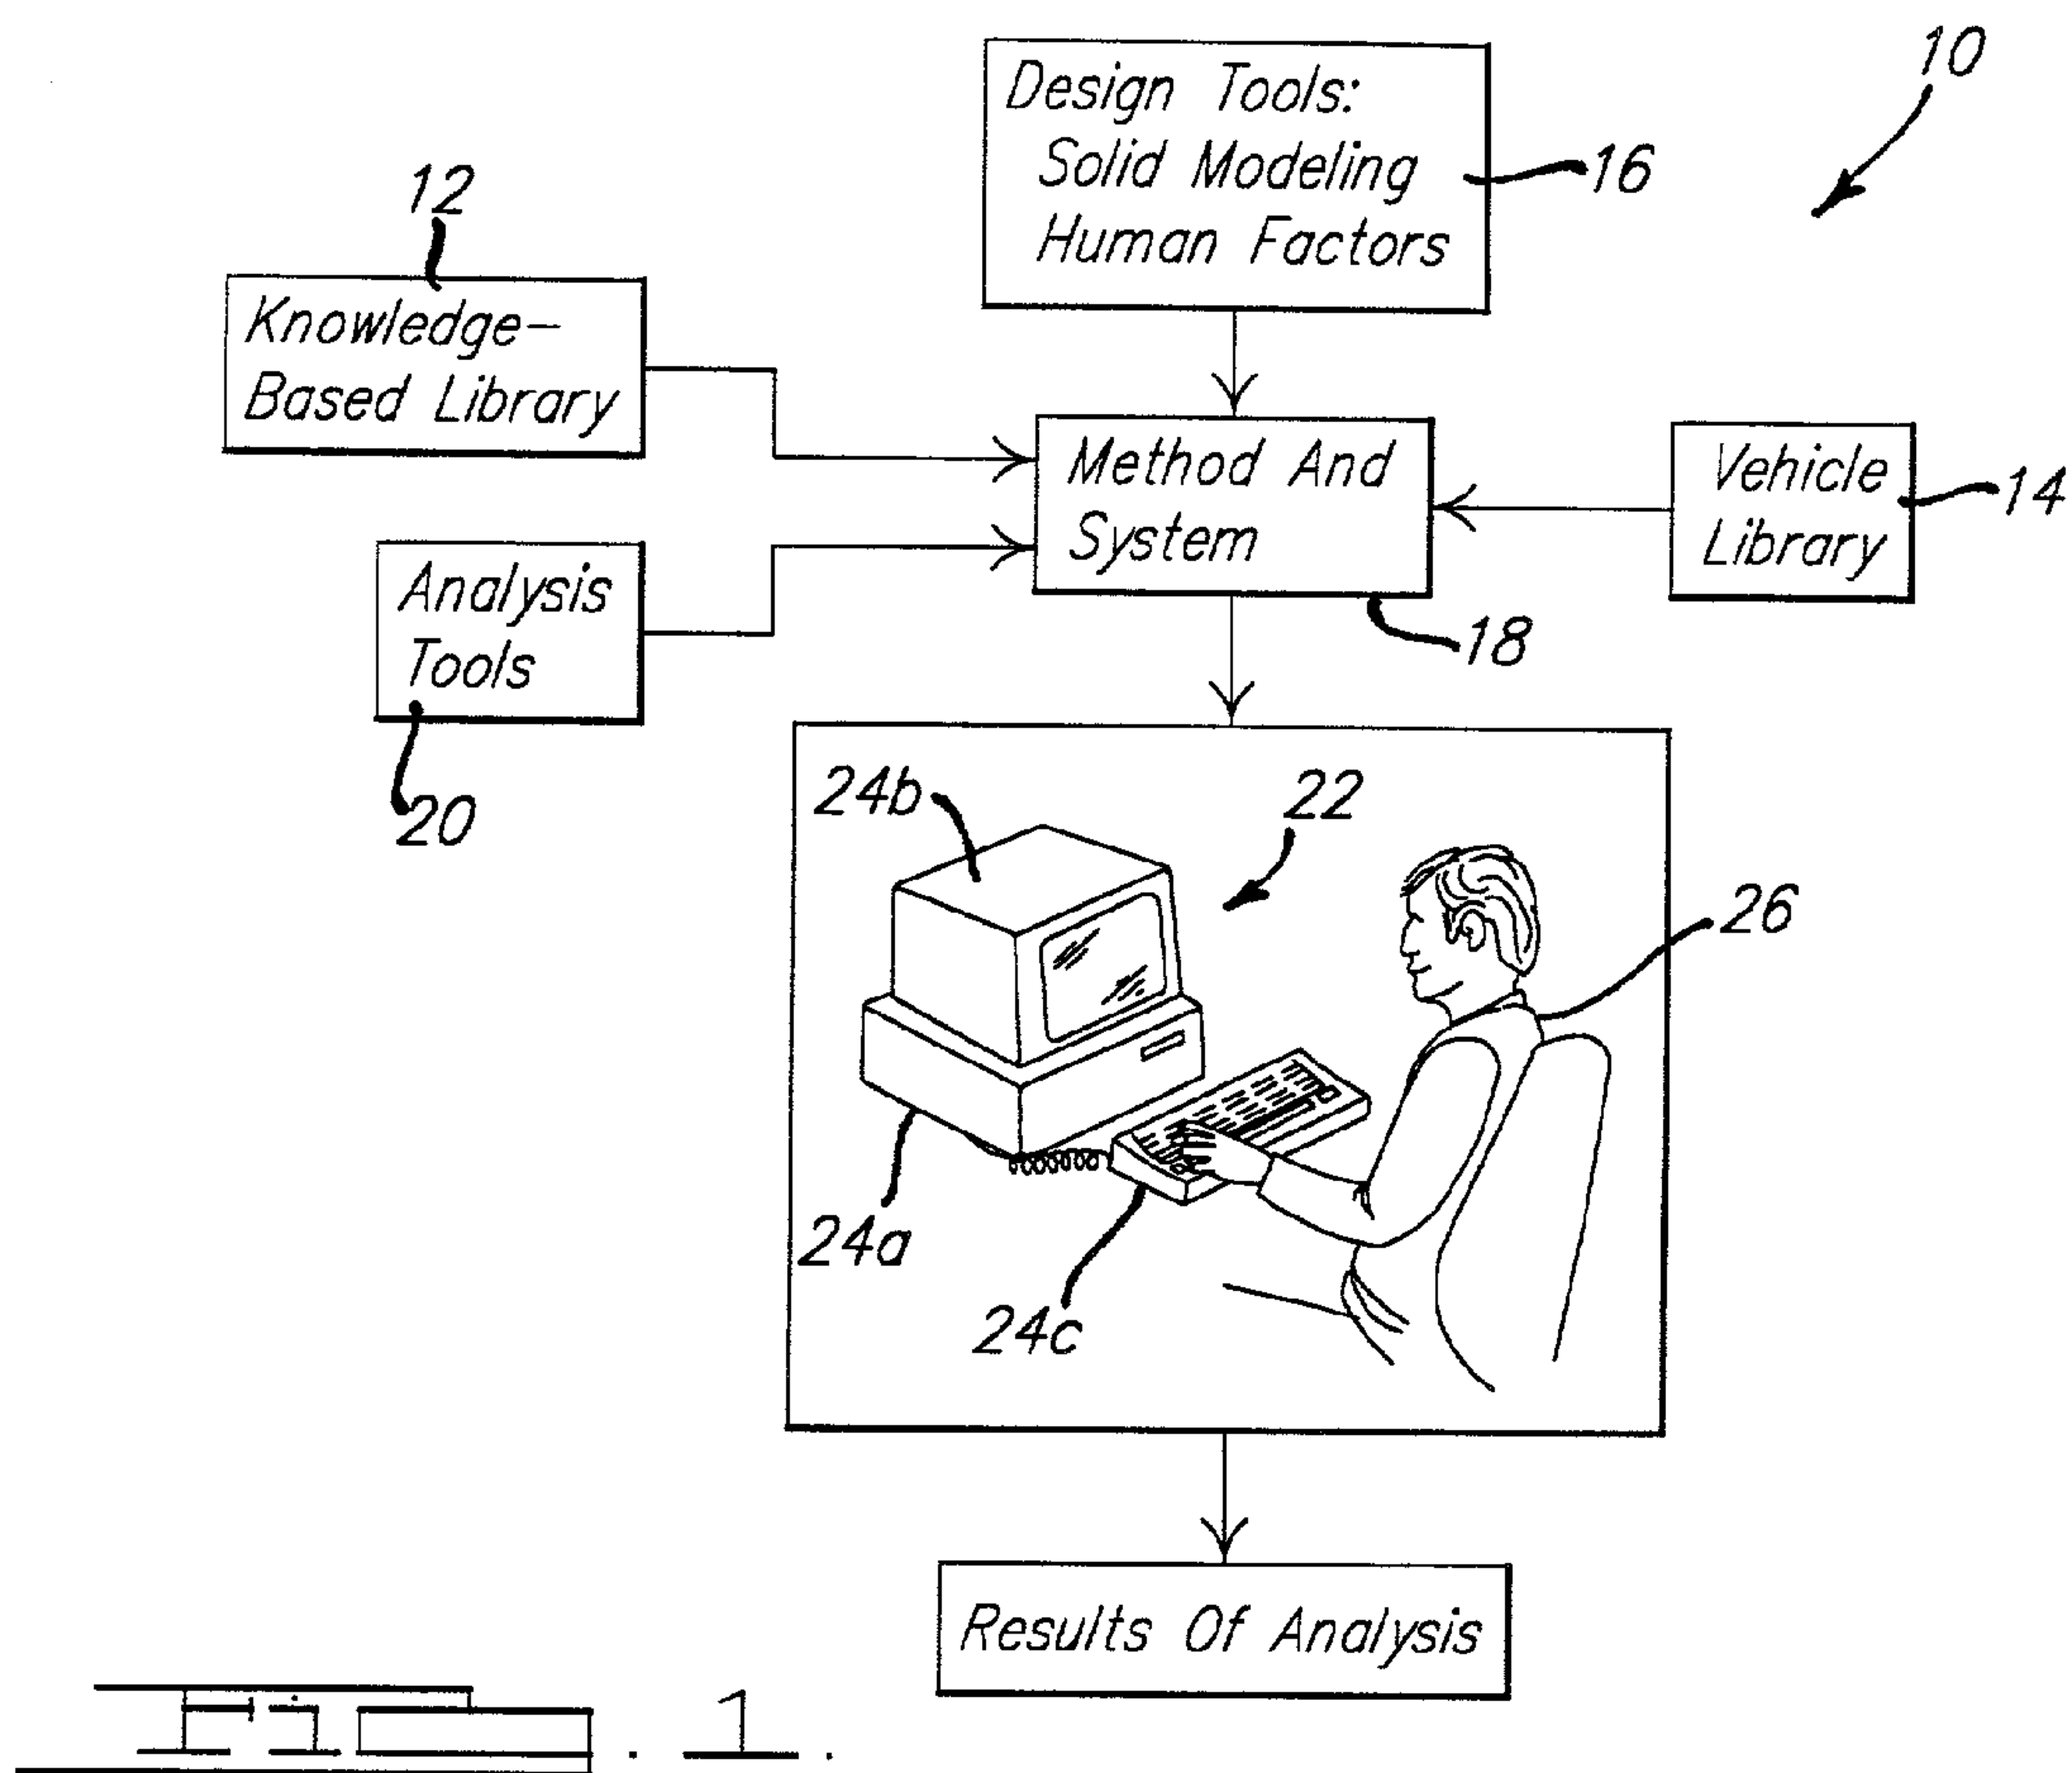 10
Design Tools:
Solid Modeling
Human Factors
16
12
Knowledge-
Based Library
Method And
System
18
Vehicle
Library
14
Analysis
Tools
20
24b
22
26
24a
24c
Results Of Analysis
Fig. 1.